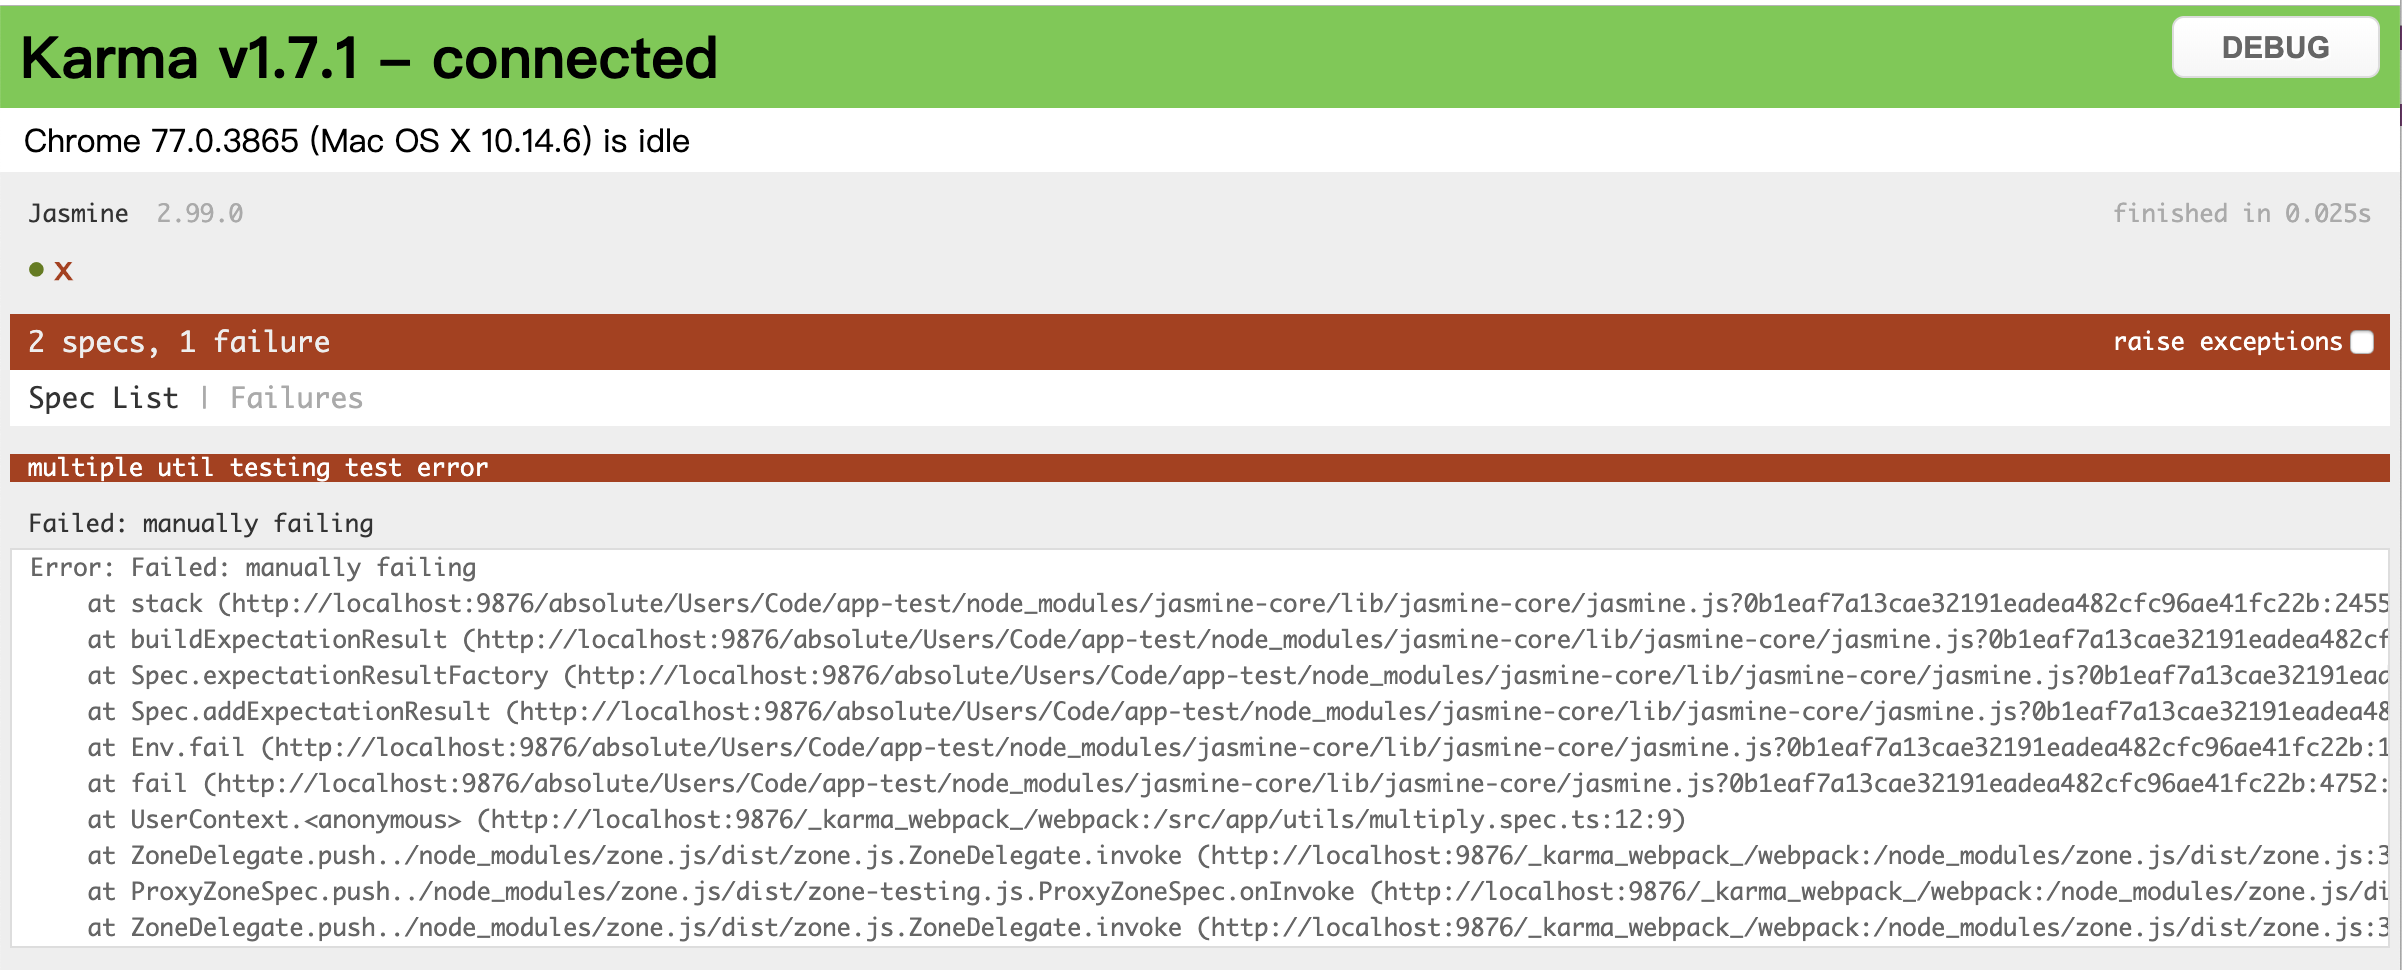 Karma v1.7.1 – connected
DEBUG
Chrome 77.0.3865 (Mac OS X 10.14.6) is idle
Jasmine 2.99.0 finished in 0.025s
● x
2 specs, 1 failure raise exceptions
Spec List | Failures
multiple util testing test error
Failed: manually failing
Error: Failed: manually failing
at stack (http://localhost:9876/absolute/Users/Code/app-test/node_modules/jasmine-core/lib/jasmine-core/jasmine.js?0b1eaf7a13cae32191eadea482cfc96ae41fc22b:2455
at buildExpectationResult (http://localhost:9876/absolute/Users/Code/app-test/node_modules/jasmine-core/lib/jasmine-core/jasmine.js?0b1eaf7a13cae32191eadea482cf
at Spec.expectationResultFactory (http://localhost:9876/absolute/Users/Code/app-test/node_modules/jasmine-core/lib/jasmine-core/jasmine.js?0b1eaf7a13cae32191ead
at Spec.addExpectationResult (http://localhost:9876/absolute/Users/Code/app-test/node_modules/jasmine-core/lib/jasmine-core/jasmine.js?0b1eaf7a13cae32191eadea48
at Env.fail (http://localhost:9876/absolute/Users/Code/app-test/node_modules/jasmine-core/lib/jasmine-core/jasmine.js?0b1eaf7a13cae32191eadea482cfc96ae41fc22b:1
at fail (http://localhost:9876/absolute/Users/Code/app-test/node_modules/jasmine-core/lib/jasmine-core/jasmine.js?0b1eaf7a13cae32191eadea482cfc96ae41fc22b:4752:
at UserContext.<anonymous> (http://localhost:9876/_karma_webpack_/webpack:/src/app/utils/multiply.spec.ts:12:9)
at ZoneDelegate.push../node_modules/zone.js/dist/zone.js.ZoneDelegate.invoke (http://localhost:9876/_karma_webpack_/webpack:/node_modules/zone.js/dist/zone.js:3
at ProxyZoneSpec.push../node_modules/zone.js/dist/zone-testing.js.ProxyZoneSpec.onInvoke (http://localhost:9876/_karma_webpack_/webpack:/node_modules/zone.js/di
at ZoneDelegate.push../node_modules/zone.js/dist/zone.js.ZoneDelegate.invoke (http://localhost:9876/_karma_webpack_/webpack:/node_modules/zone.js/dist/zone.js:3